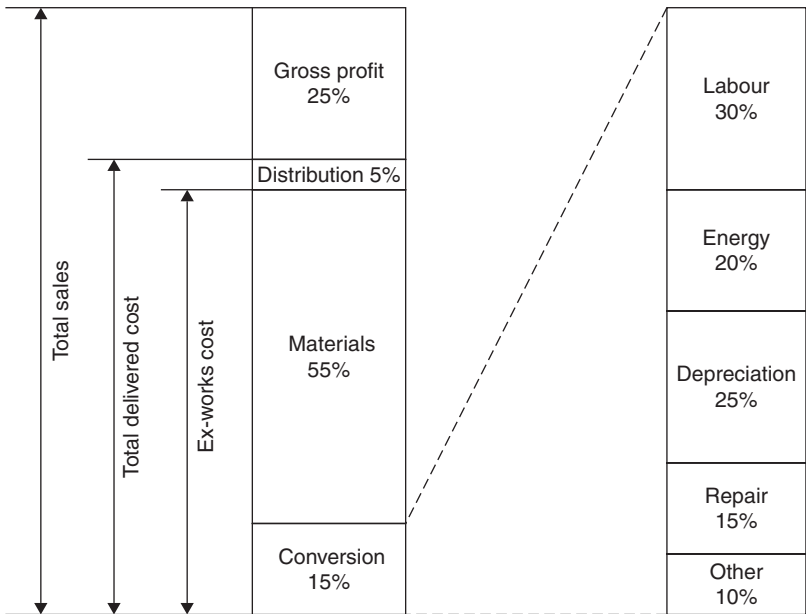 Total sales
Total delivered cost
Ex-works cost
Gross profit
25%
Distribution 5%
Materials
55%
Conversion
15%
Labour
30%
Energy
20%
Depreciation
25%
Repair
15%
Other
10%